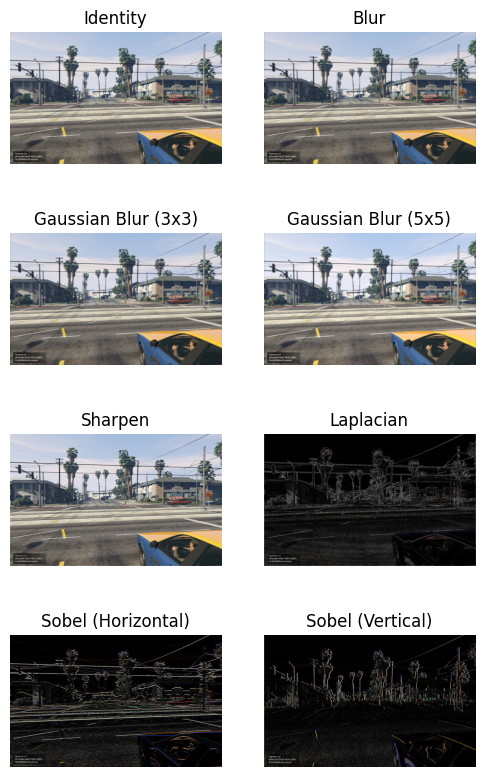 Identity
Blur
Gaussian Blur (3x3)
Gaussian Blur (5x5)
Sharpen
Laplacian
Sobel (Horizontal)
Sobel (Vertical)